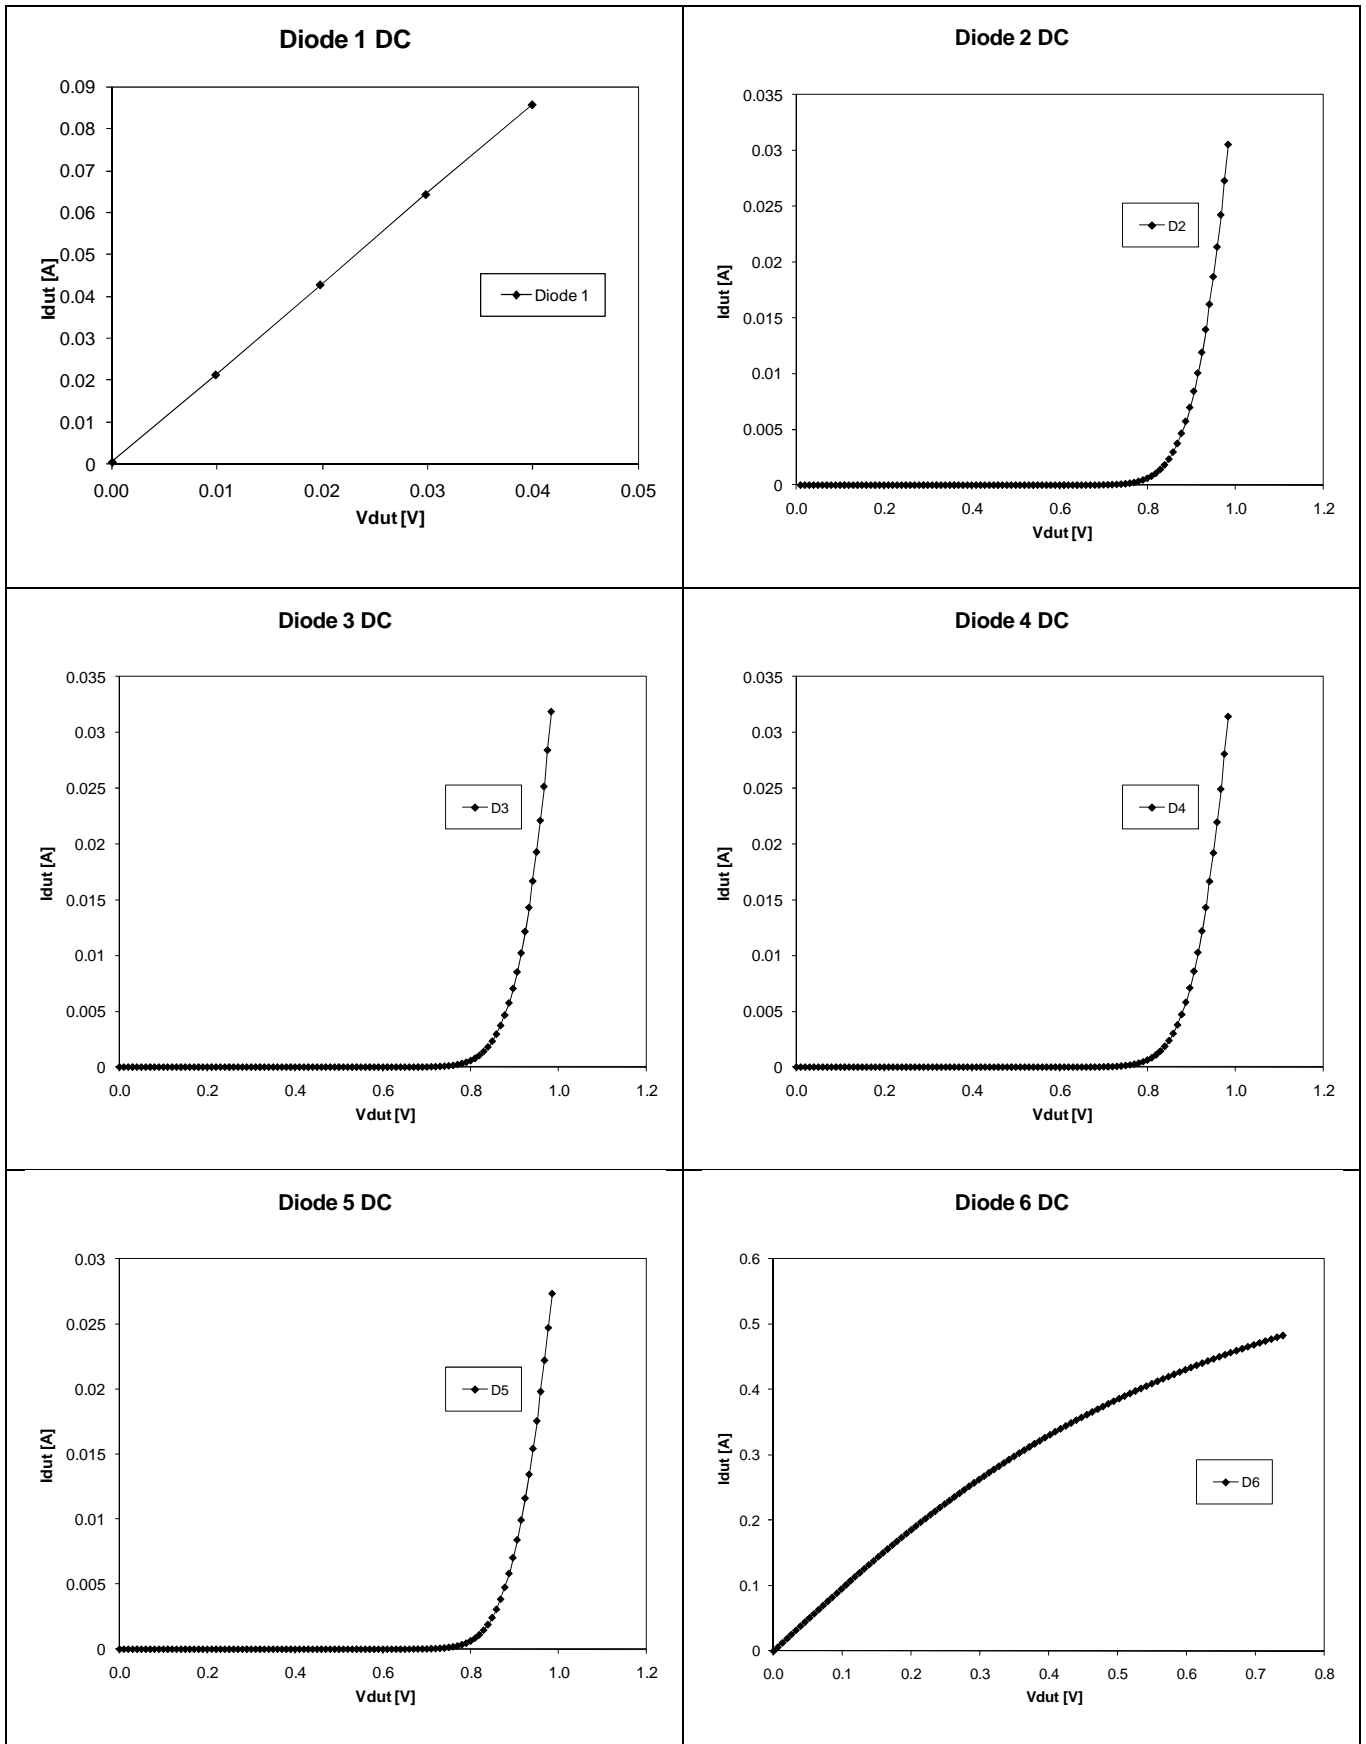 Diode 1 DC
0.09
0.08
0.07
0.06
0.05
0.04
0.03
0.02
0.01
0
0.00 0.01 0.02 0.03 0.04 0.05
Vdut [V]
Idut [A]
Diode 1
Diode 2 DC
0.035
0.03
0.025
0.02
0.015
0.01
0.005
0
0.0 0.2 0.4 0.6 0.8 1.0 1.2
Vdut [V]
Idut [A]
D2
Diode 3 DC
0.035
0.03
0.025
0.02
0.015
0.01
0.005
0
0.0 0.2 0.4 0.6 0.8 1.0 1.2
Vdut [V]
Idut [A]
D3
Diode 4 DC
0.035
0.03
0.025
0.02
0.015
0.01
0.005
0
0.0 0.2 0.4 0.6 0.8 1.0 1.2
Vdut [V]
Idut [A]
D4
Diode 5 DC
0.03
0.025
0.02
0.015
0.01
0.005
0
0.0 0.2 0.4 0.6 0.8 1.0 1.2
Vdut [V]
Idut [A]
D5
Diode 6 DC
0.6
0.5
0.4
0.3
0.2
0.1
0
0.0 0.1 0.2 0.3 0.4 0.5 0.6 0.7 0.8
Vdut [V]
Idut [A]
D6